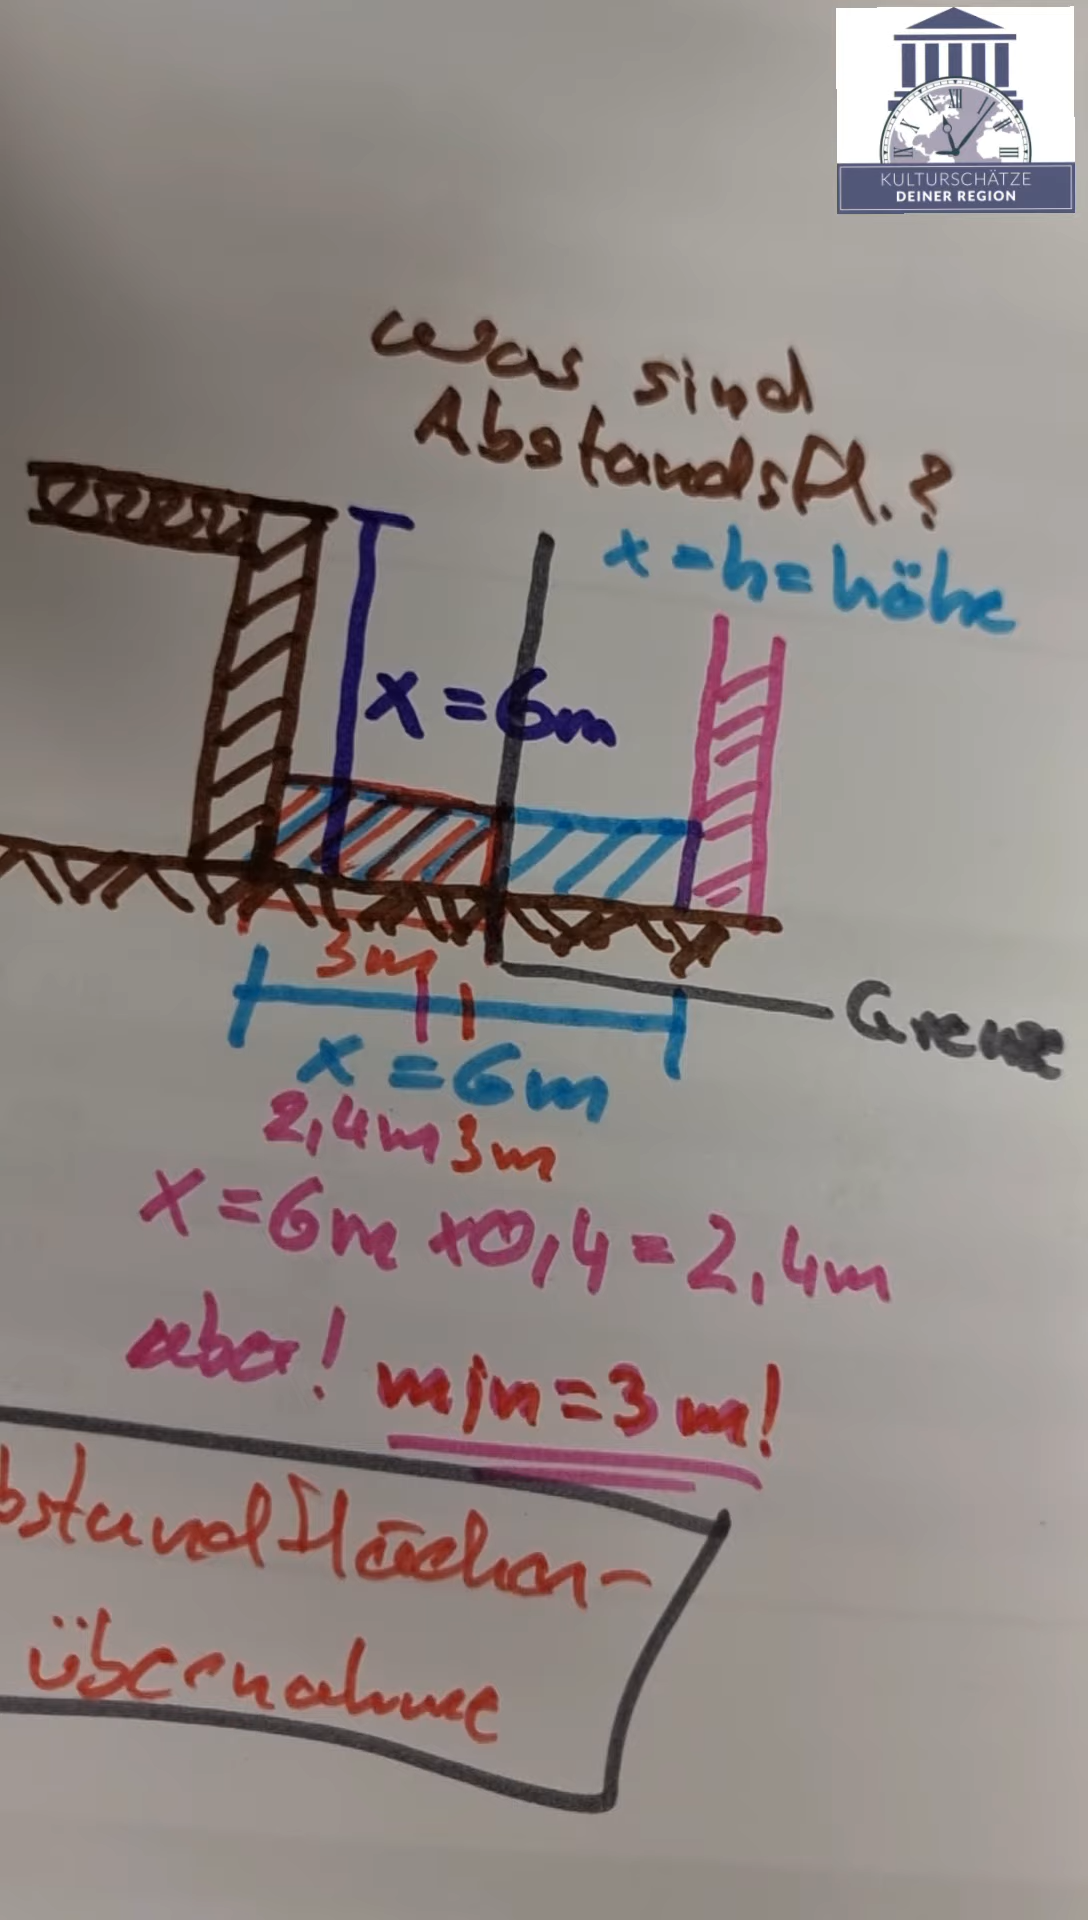 KULTURSCHÄTZE
DEINER REGION
Was sind
Abstandsfl.?
x = h = höhe
x = 6m
3m
Grenze
x = 6m
2,4m 3m
x = 6m x 0,4 = 2,4m
aber! min = 3m!
bstandflächen-
übernahme